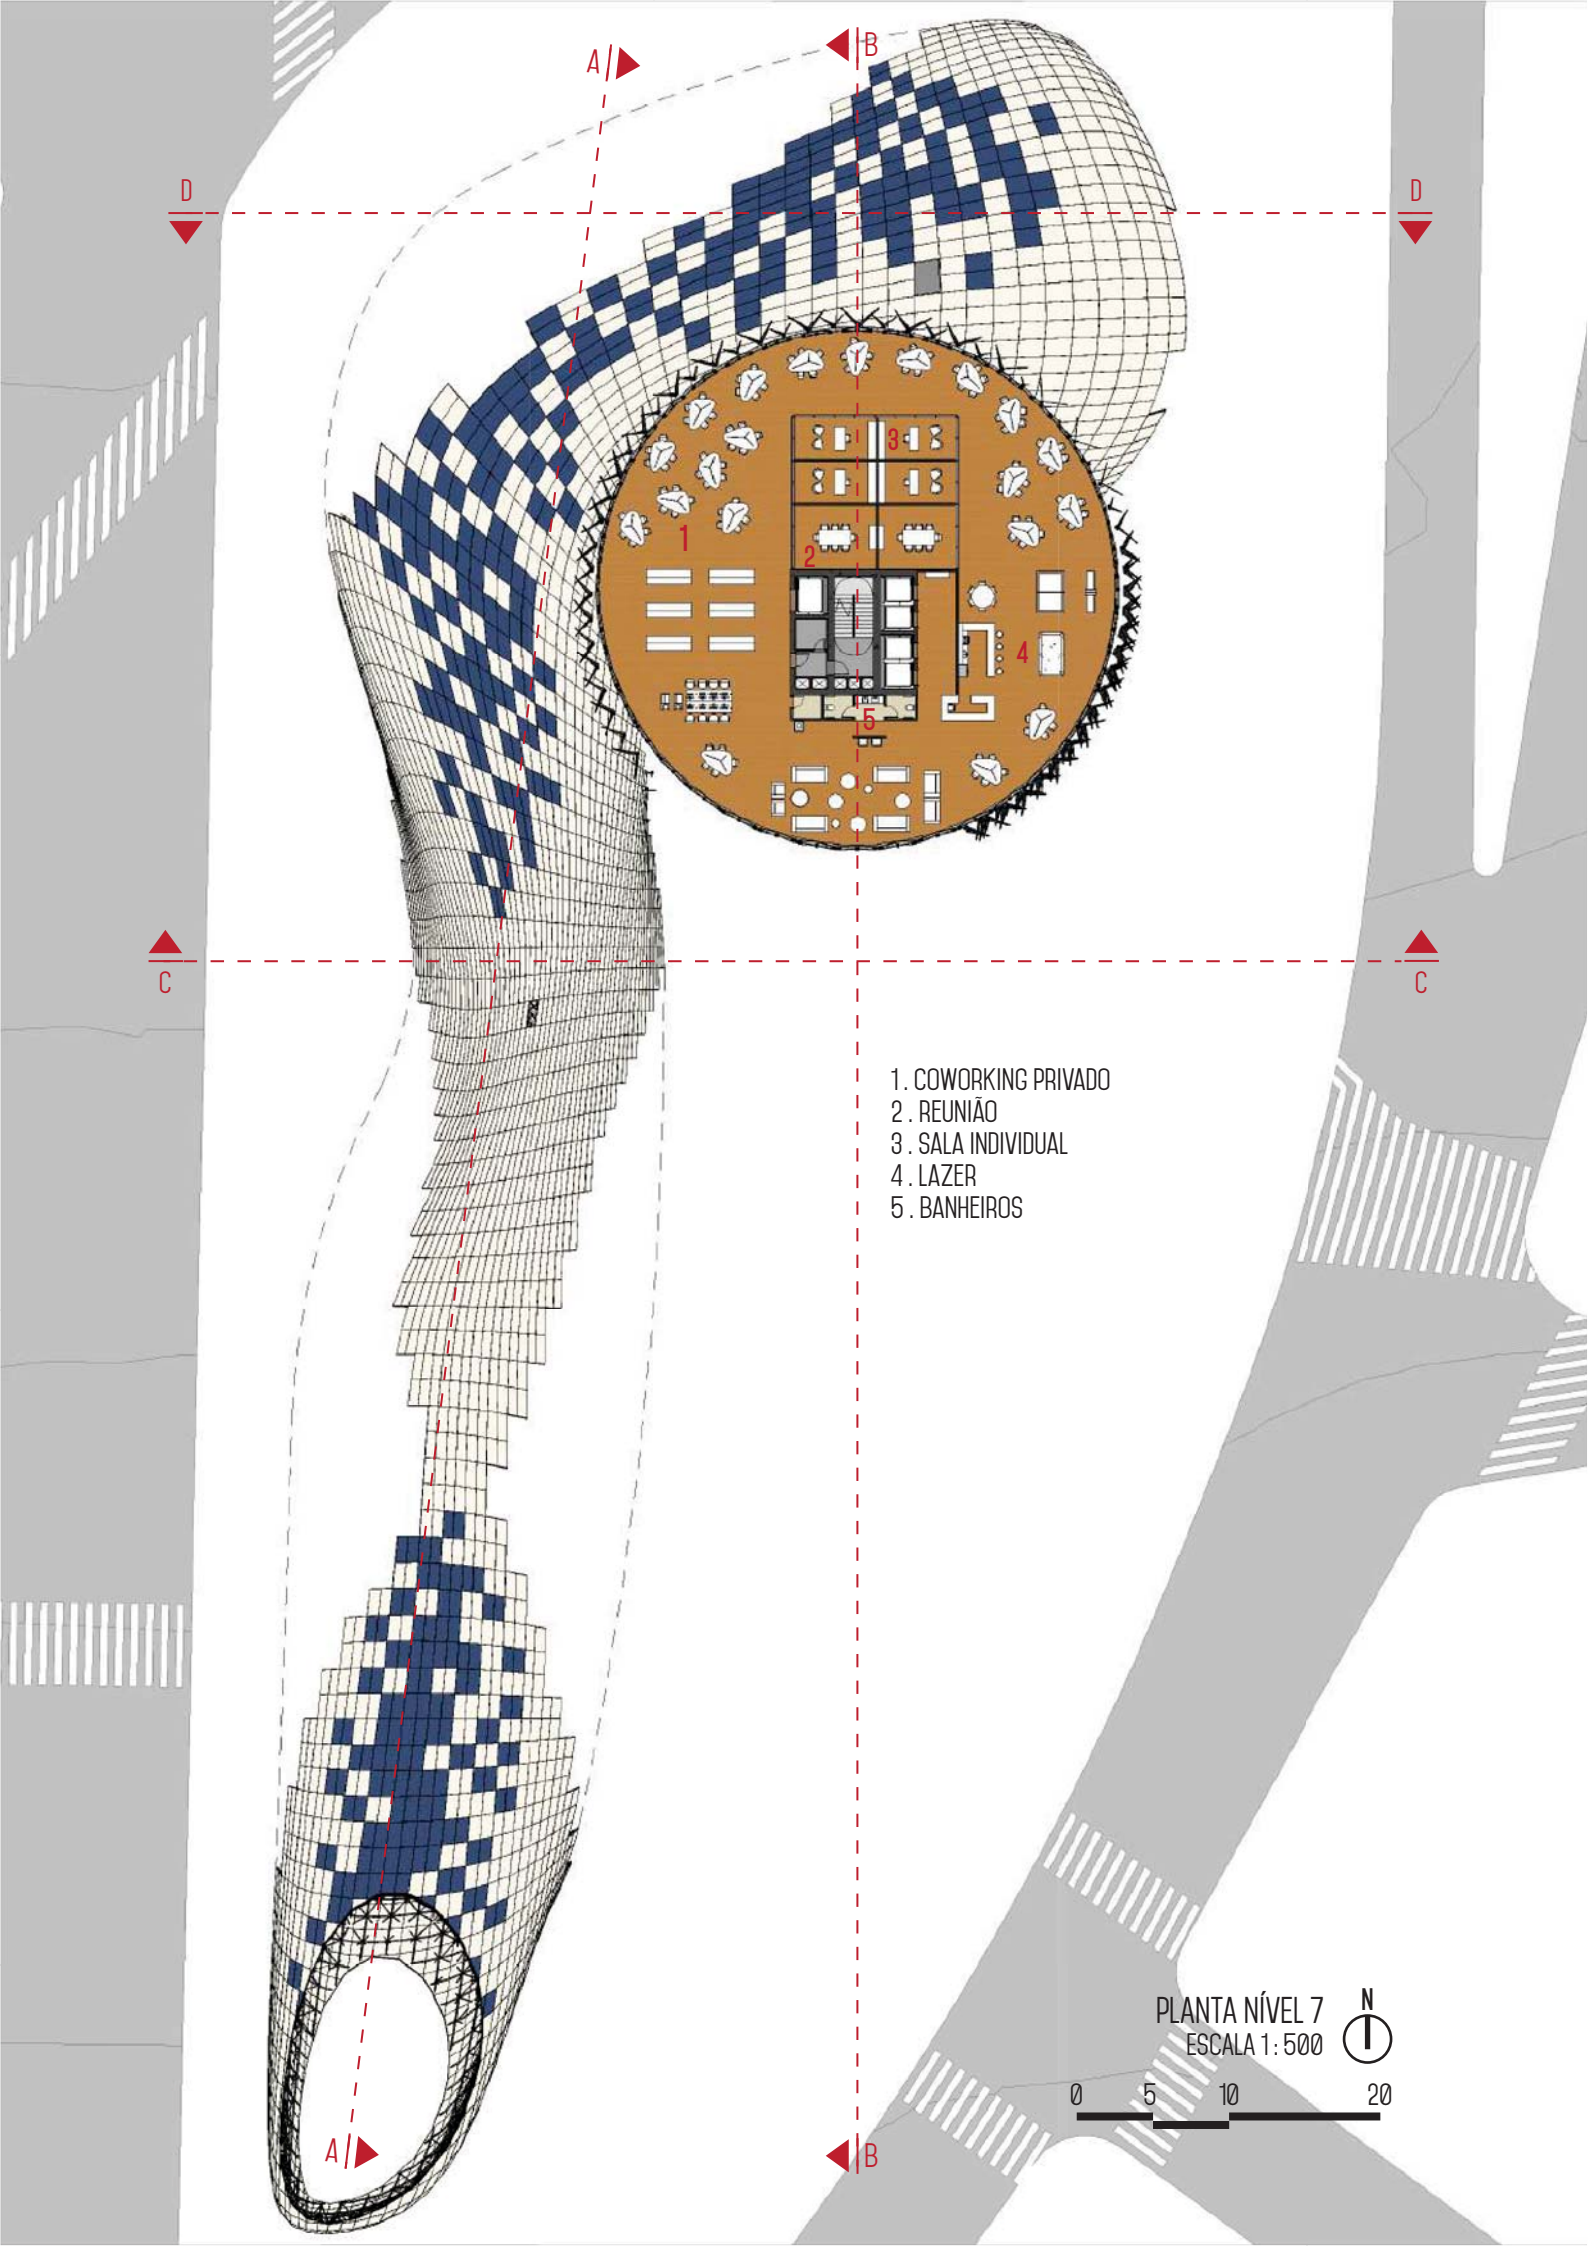 B
A
D
D
3
1
2
4
5
C
C
1. COWORKING PRIVADO
2. REUNIÃO
3. SALA INDIVIDUAL
4. LAZER
5. BANHEIROS
PLANTA NÍVEL 7
N
ESCALA 1:500
0 5 10 20
A
B